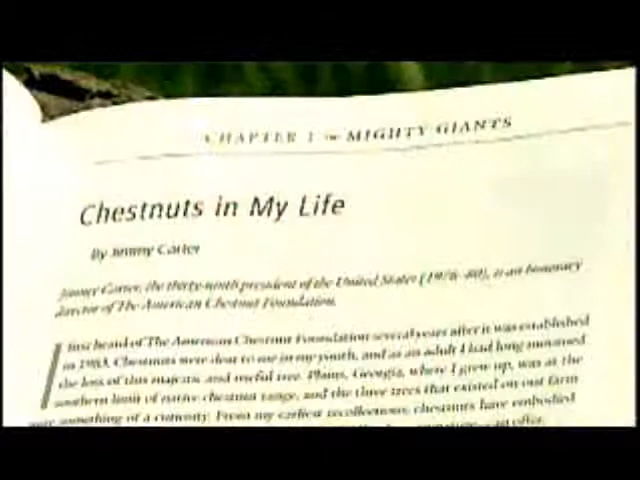 CHAPTER 1 MIGHTY GIANTS
Chestnuts in My Life
By Jimmy Carter
Jimmy Carter, the thirty-ninth president of the United States (1976-80), is an honorary
director of The American Chestnut Foundation.
I first heard of The American Chestnut Foundation several years after it was established
in 1983. Chestnuts were dear to me in my youth, and as an adult I had long mourned
the loss of this majestic and useful tree. Plains, Georgia, where I grew up, was at the
southern limit of native chestnut range, and the three trees that existed on our farm
were something of a curiosity. From my earliest recollections, chestnuts have embodied
an offer.